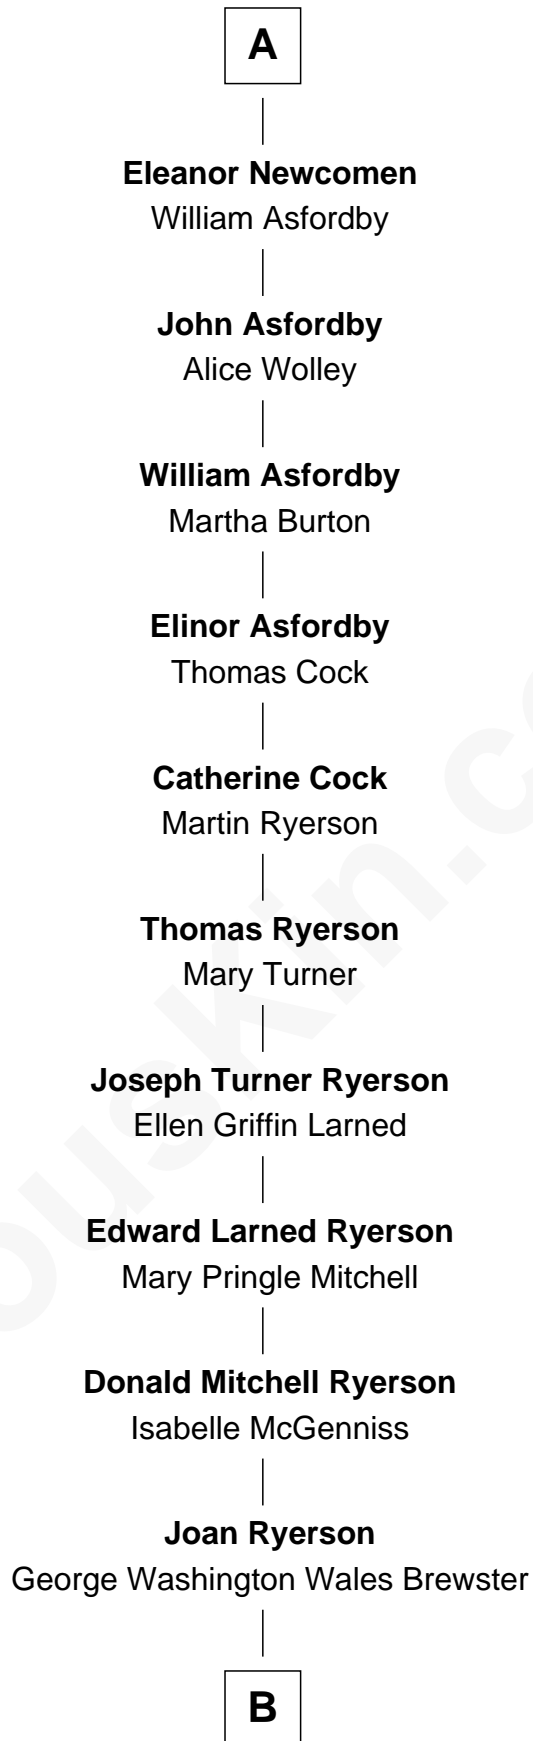 A
Eleanor Newcomen
William Asfordby
John Asfordby
Alice Wolley
William Asfordby
Martha Burton
Elinor Asfordby
Thomas Cock
Catherine Cock
Martin Ryerson
Thomas Ryerson
Mary Turner
Joseph Turner Ryerson
Ellen Griffin Larned
Edward Larned Ryerson
Mary Pringle Mitchell
Donald Mitchell Ryerson
Isabelle McGenniss
Joan Ryerson
George Washington Wales Brewster
B